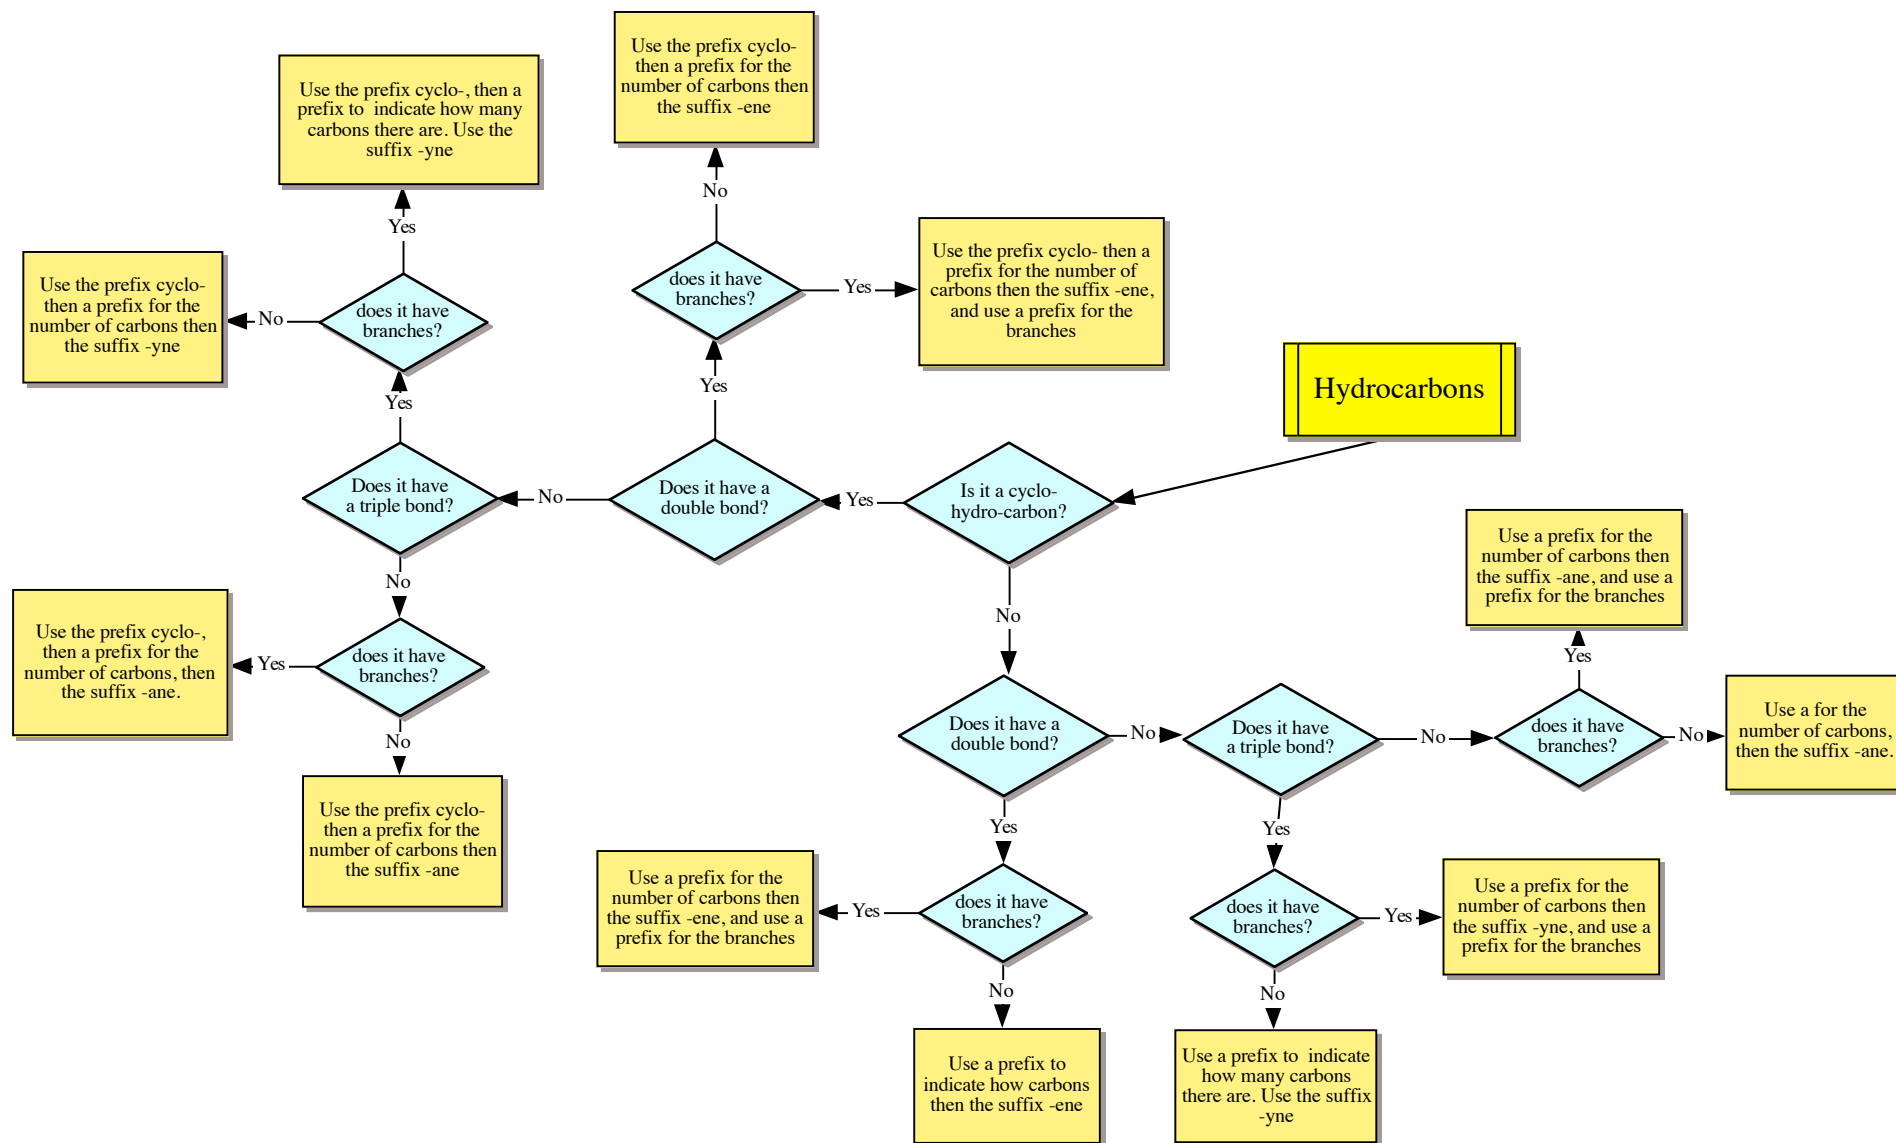 Use the prefix cyclo-
then a prefix for the
number of carbons then
the suffix -ene
Use the prefix cyclo-, then a
prefix to  indicate how many
carbons there are. Use the
suffix -yne
No
Yes
Use the prefix cyclo-
then a prefix for the
number of carbons then
the suffix -yne
No
does it have
branches?
does it have
branches?
Yes
Use the prefix cyclo- then a
prefix for the number of
carbons then the suffix -ene,
and use a prefix for the
branches
Hydrocarbons
Yes
Yes
Does it have
a triple bond?
No
Does it have a
double bond?
Yes
Is it a cyclo-
hydro-carbon?
No
No
Use a prefix for the
number of carbons then
the suffix -ane, and use a
prefix for the branches
Use the prefix cyclo-,
then a prefix for the
number of carbons, then
the suffix -ane.
Yes
does it have
branches?
Yes
No
Does it have a
double bond?
No
Does it have
a triple bond?
No
does it have
branches?
No
Use a for the
number of carbons,
then the suffix -ane.
Use the prefix cyclo-
then a prefix for the
number of carbons then
the suffix -ane
Yes
Yes
Use a prefix for the
number of carbons then
the suffix -ene, and use a
prefix for the branches
Yes
does it have
branches?
does it have
branches?
Yes
Use a prefix for the
number of carbons then
the suffix -yne, and use a
prefix for the branches
No
No
Use a prefix to
indicate how carbons
then the suffix -ene
Use a prefix to  indicate
how many carbons
there are. Use the suffix
-yne